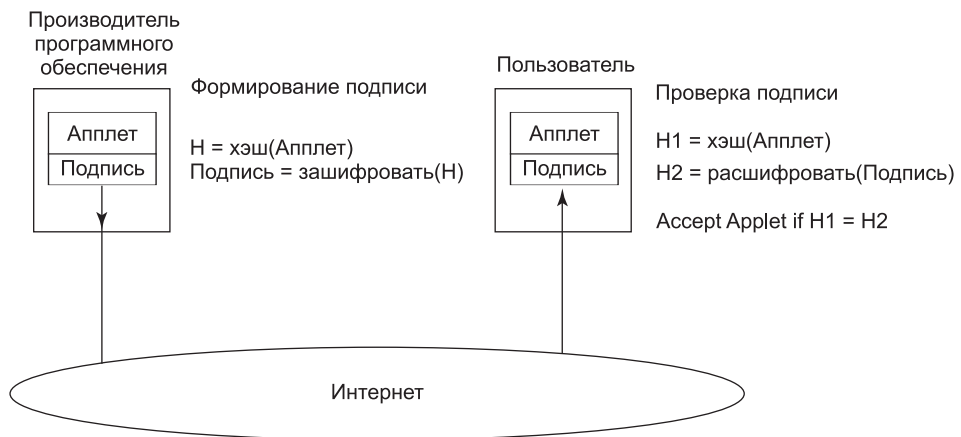 Производитель
программного
обеспечения
Формирование подписи
Апплет
Подпись
H = хэш(Апплет)
Подпись = зашифровать(H)
Пользователь
Проверка подписи
Апплет
Подпись
H1 = хэш(Апплет)
H2 = расшифровать(Подпись)
Accept Applet if H1 = H2
Интернет